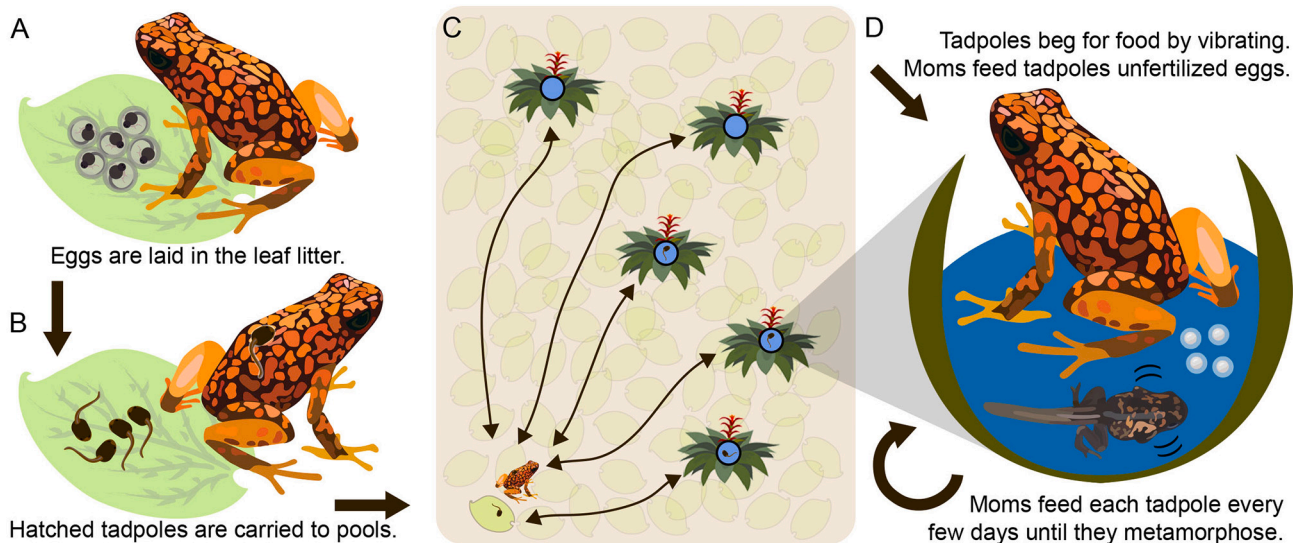 A
Eggs are laid in the leaf litter.
B
Hatched tadpoles are carried to pools.
C
D
Tadpoles beg for food by vibrating.
Moms feed tadpoles unfertilized eggs.
Moms feed each tadpole every
few days until they metamorphose.